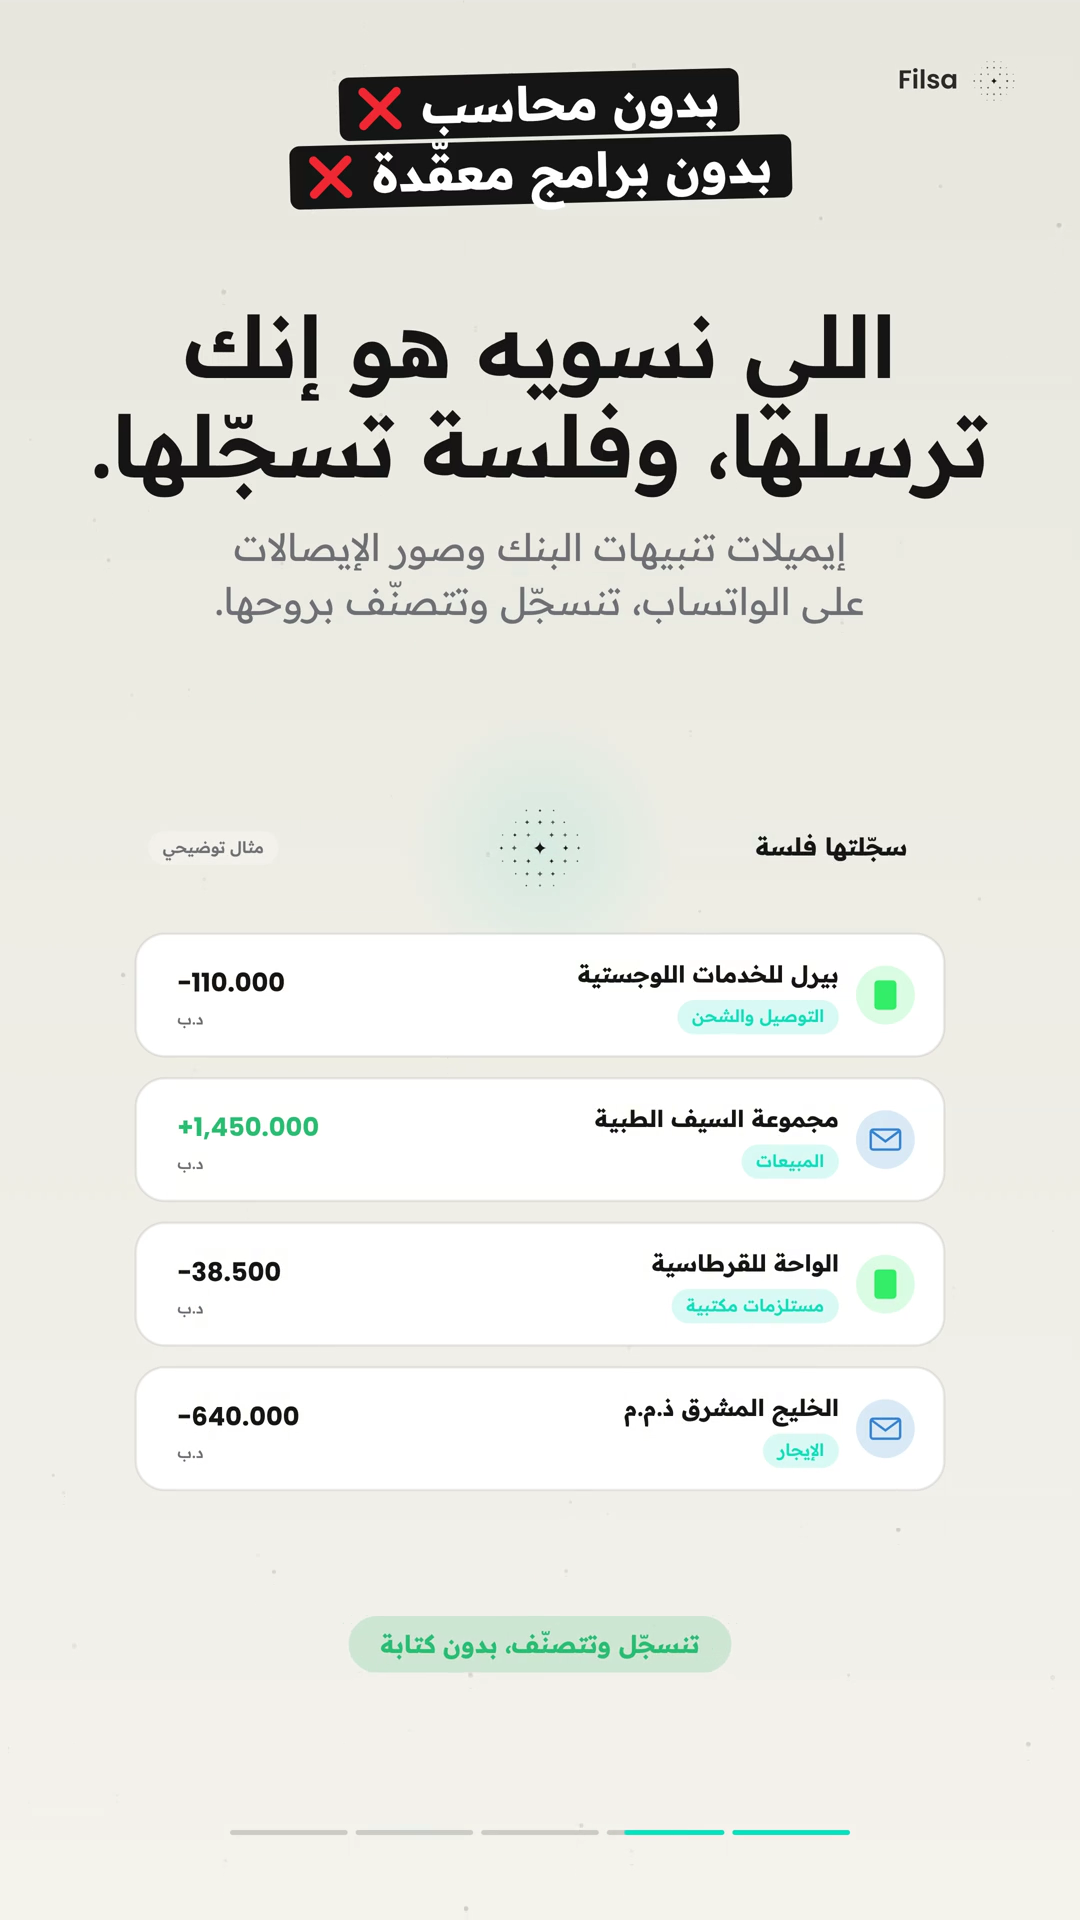 Filsa
بدون محاسب ❌
بدون برامج معقّدة ❌
اللي نسويه هو إنك
ترسلها، وفلسة تسجّلها.
إيميلات تنبيهات البنك وصور الإيصالات
على الواتساب، تنسجّل وتتصنّف بروحها.
سجّلتها فلسة
مثال توضيحي
بيرل للخدمات اللوجستية
−110.000
التوصيل والشحن
د.ب
مجموعة السيف الطبية
+1,450.000
المبيعات
د.ب
الواحة للقرطاسية
−38.500
مستلزمات مكتبية
د.ب
الخليج المشرق ذ.م.م
−640.000
الإيجار
د.ب
تنسجّل وتتصنّف، بدون كتابة